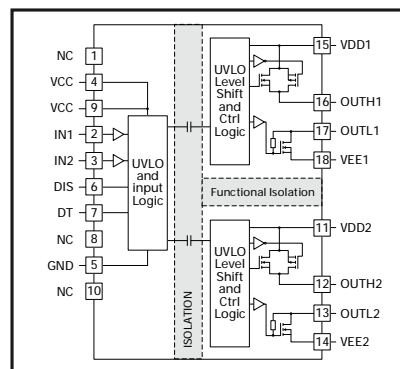 NC 1
VCC 4
VCC 9
IN1 2
IN2 3
DIS 6
DT 7
NC 8
GND 5
NC 10
UVLO
and
input
Logic
ISOLATION
UVLO
Level
Shift
and
Ctrl
Logic
15 VDD1
16 OUTH1
17 OUTL1
18 VEE1
Functional Isolation
UVLO
Level
Shift
and
Ctrl
Logic
11 VDD2
12 OUTH2
13 OUTL2
14 VEE2